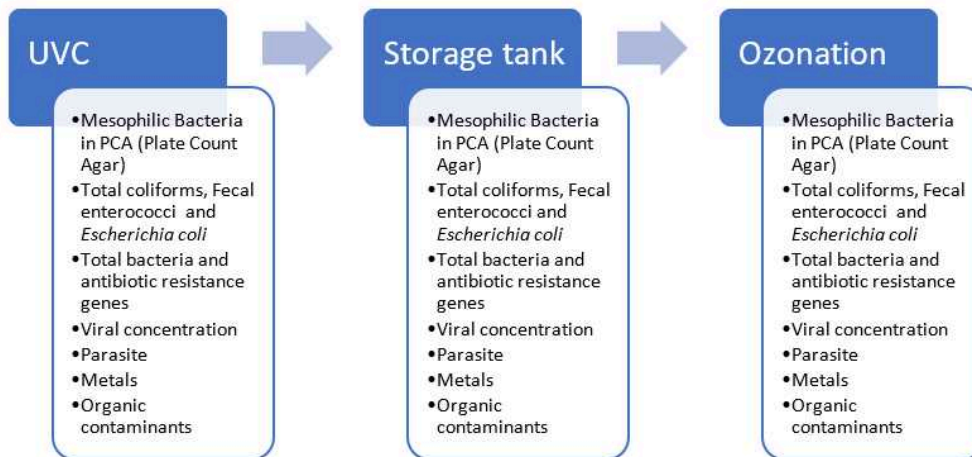 UVC
•Mesophilic Bacteria
in PCA (Plate Count
Agar)
•Total coliforms, Fecal
enterococi and
Escherichia coli
•Total bacteria and
antibiotic resistance
genes
•Viral concentration
•Parasite
•Metals
•Organic
contaminants
Storage tank
•Mesophilic Bacteria
in PCA (Plate Count
Agar)
•Total coliforms, Fecal
enterococi and
Escherichia coli
•Total bacteria and
antibiotic resistance
genes
•Viral concentration
•Parasite
•Metals
•Organic
contaminants
Ozonation
•Mesophilic Bacteria
in PCA (Plate Count
Agar)
•Total coliforms, Fecal
enterococi and
Escherichia coli
•Total bacteria and
antibiotic resistance
genes
•Viral concentration
•Parasite
•Metals
•Organic
contaminants